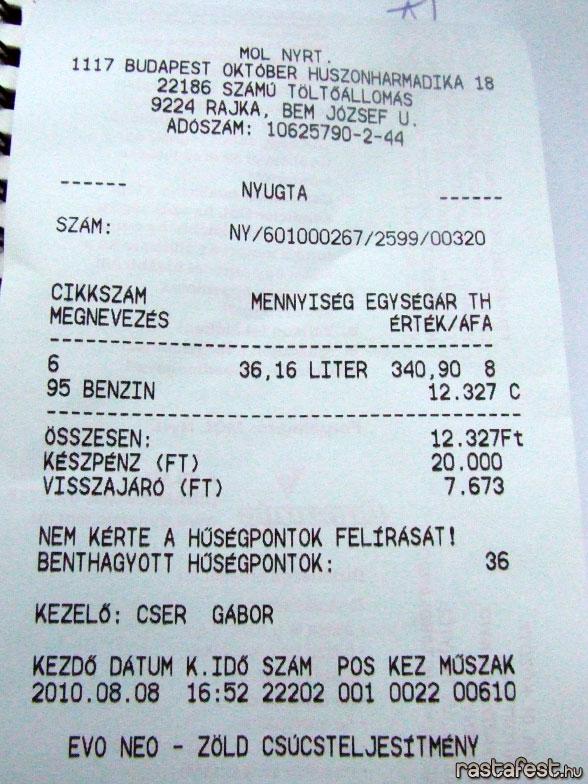 MOL NYRT.
1117 BUDAPEST OKTÓBER HUSZONHARMADIKA 18
22186 SZÁMÚ TÖLTŐÁLLOMÁS
9224 RAJKA, BEM JÓZSEF U.
ADÓSZÁM: 10625790-2-44
------ NYUGTA ------
SZÁM: NY/601000267/2599/00320
CIKKSZÁM MENNYISÉG EGYSÉGÁR TH
MEGNEVEZÉS ÉRTÉK/ÁFA
6 36,16 LITER 340,90 8
95 BENZIN 12.327 C
ÖSSZESEN: 12.327Ft
KÉSZPÉNZ (FT) 20.000
VISSZAJÁRÓ (FT) 7.673
NEM KÉRTE A HŰSÉGPONTOK FELÍRÁSÁT!
BENTHAGYOTT HŰSÉGPONTOK: 36
KEZELŐ: CSER GÁBOR
KEZDŐ DÁTUM K.IDŐ SZÁM POS KEZ MŰSZAK
2010.08.08 16:52 22202 001 0022 00610
EVO NEO - ZÖLD CSÚCSTELJESÍTMÉNY
rastafest.hu